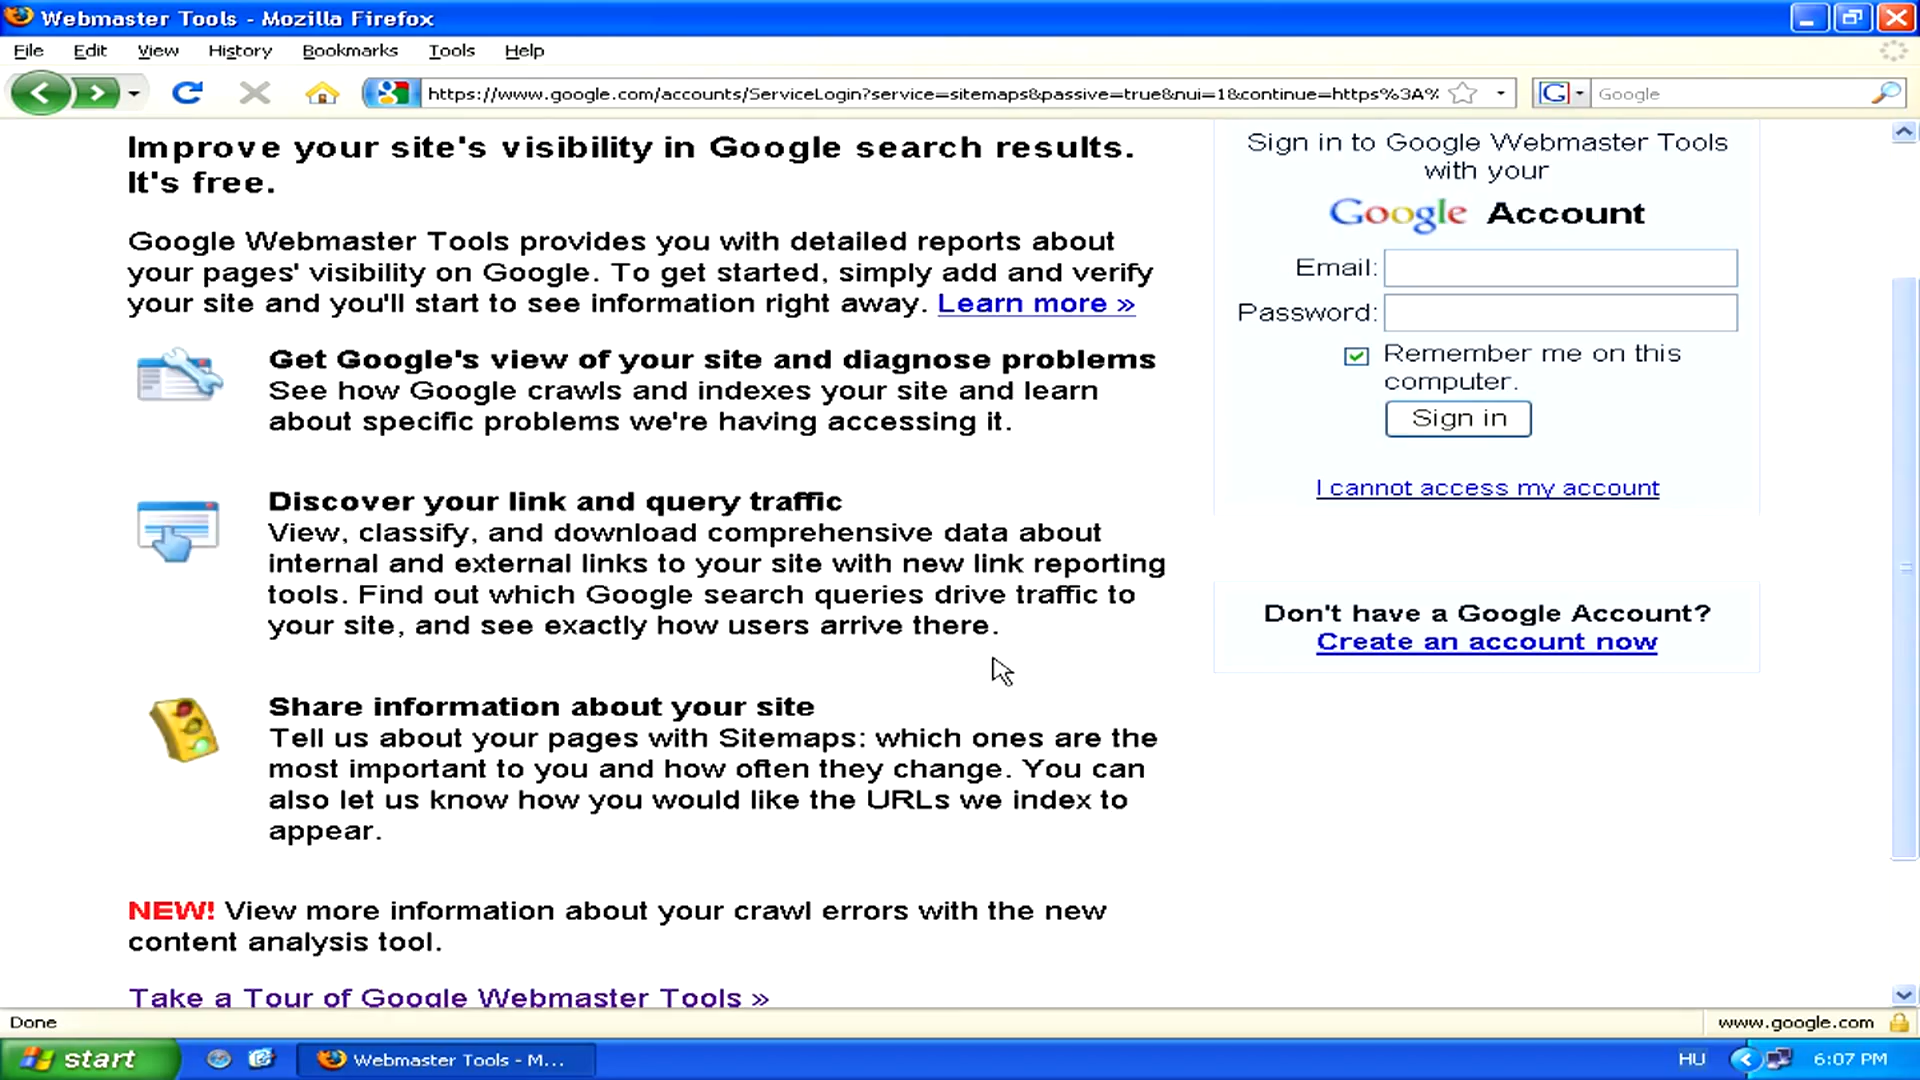 Webmaster Tools - Mozilla Firefox
File Edit View History Bookmarks Tools Help
https://www.google.com/accounts/ServiceLogin?service=sitemaps&passive=true&nui=1&continue=https%3A%
Google
Improve your site's visibility in Google search results.
It's free.
Google Webmaster Tools provides you with detailed reports about
your pages' visibility on Google. To get started, simply add and verify
your site and you'll start to see information right away. Learn more »
Get Google's view of your site and diagnose problems
See how Google crawls and indexes your site and learn
about specific problems we're having accessing it.
Discover your link and query traffic
View, classify, and download comprehensive data about
internal and external links to your site with new link reporting
tools. Find out which Google search queries drive traffic to
your site, and see exactly how users arrive there.
Share information about your site
Tell us about your pages with Sitemaps: which ones are the
most important to you and how often they change. You can
also let us know how you would like the URLs we index to
appear.
NEW! View more information about your crawl errors with the new
content analysis tool.
Take a Tour of Google Webmaster Tools »
Sign in to Google Webmaster Tools
with your
Google Account
Email:
Password:
Remember me on this
computer.
Sign in
I cannot access my account
Don't have a Google Account?
Create an account now
Done
www.google.com
start
Webmaster Tools - M...
HU
6:07 PM